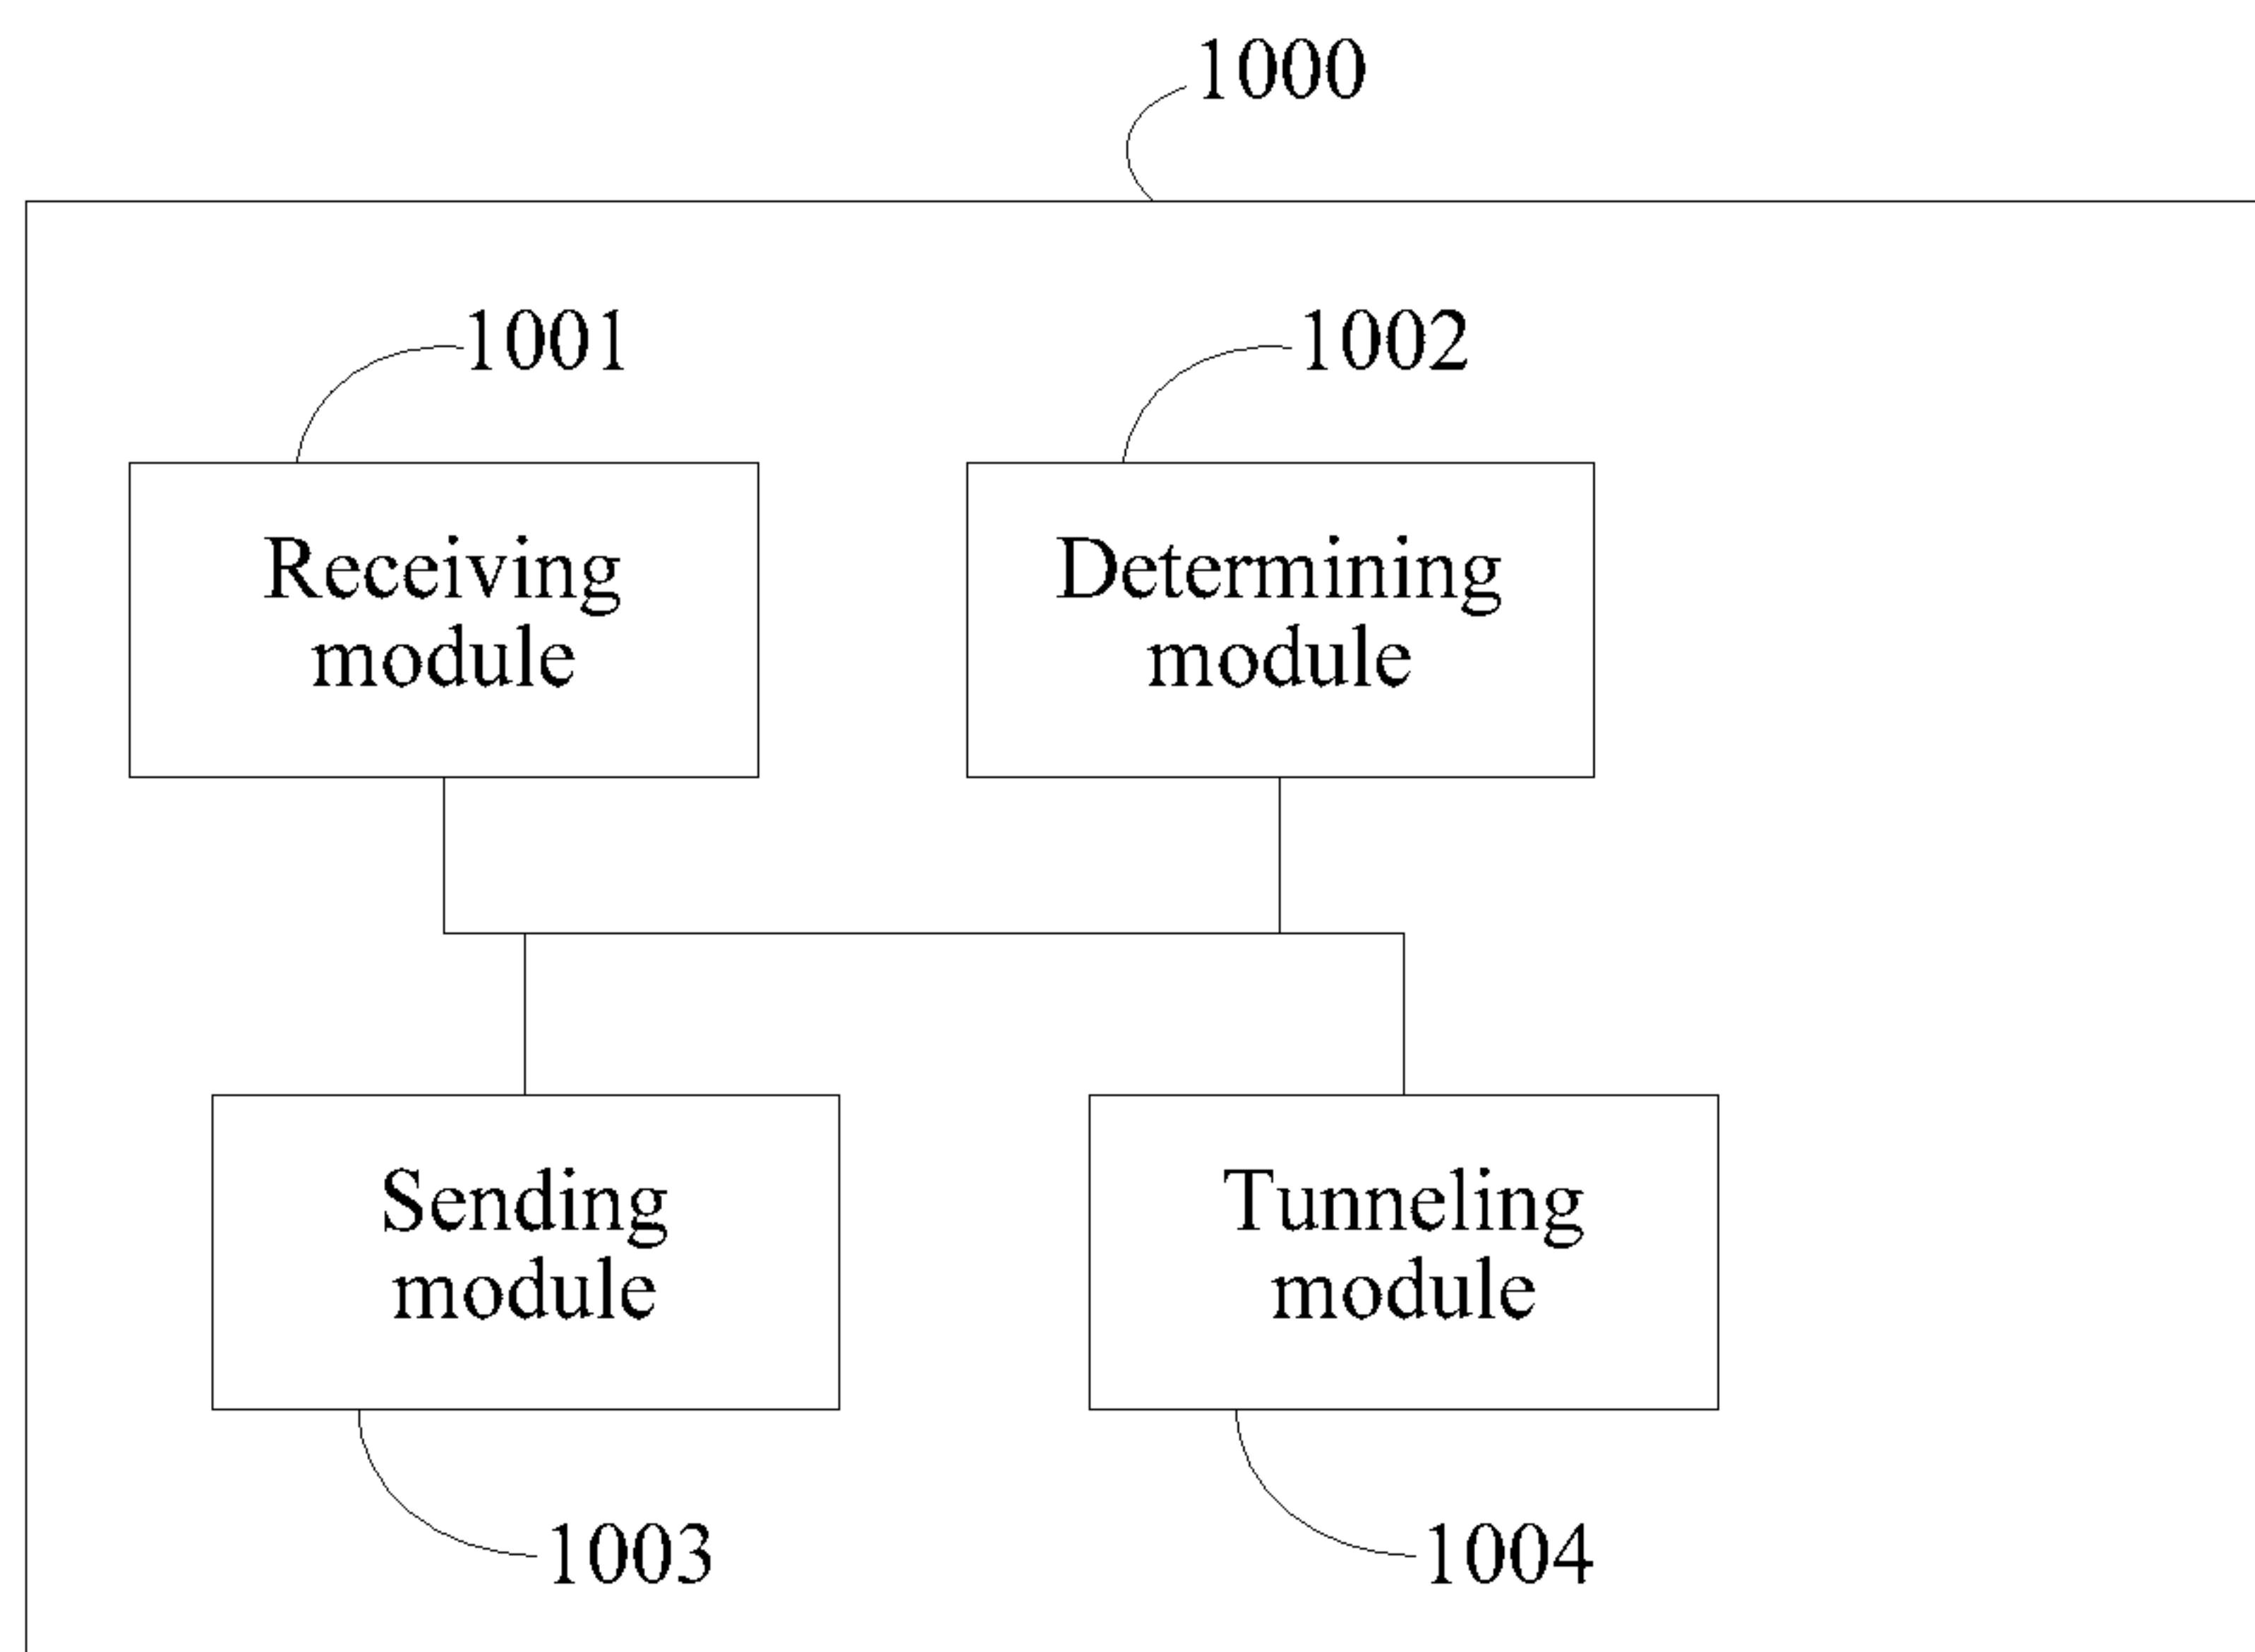 1000
1001
1002
Receiving
module
Determining
module
Sending
module
Tunneling
module
1003
1004